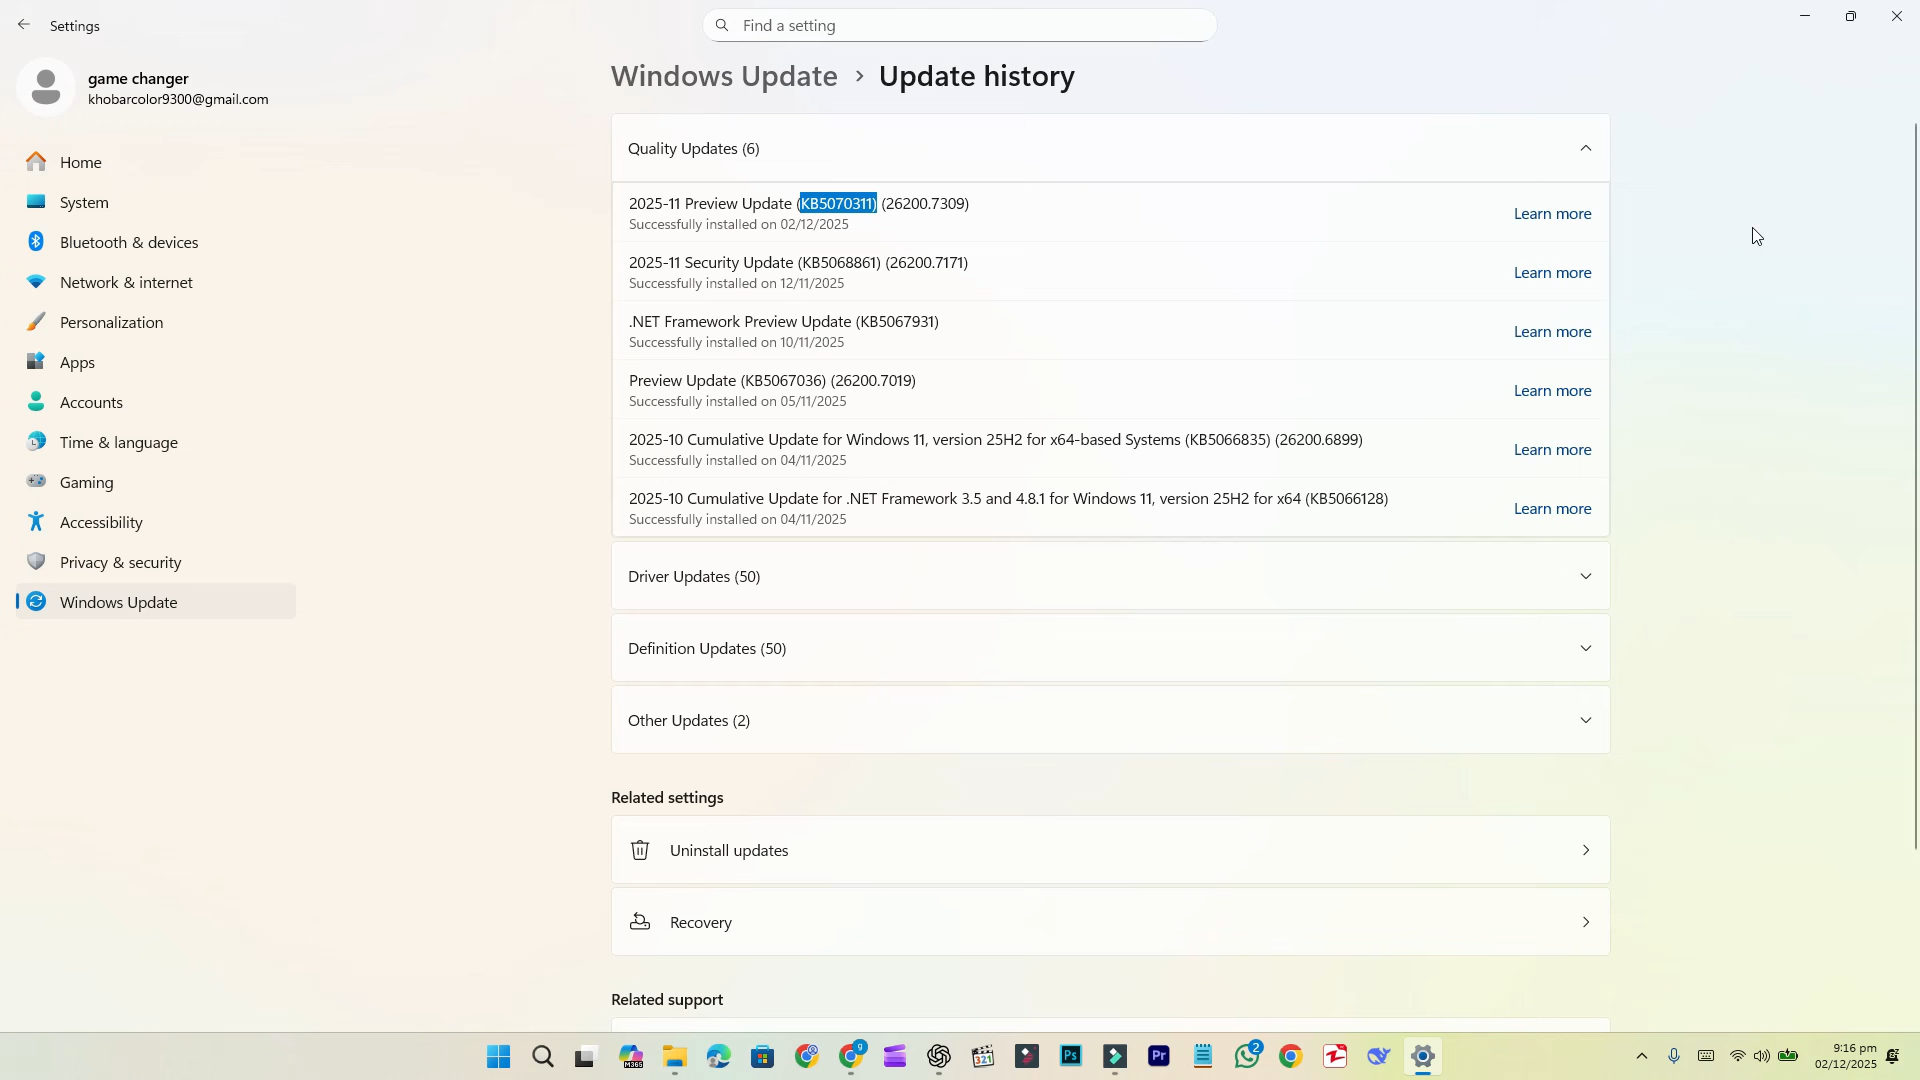 Settings
Find a setting
game changer
khobarcolor9300@gmail.com
Home
System
Bluetooth & devices
Network & internet
Personalization
Apps
Accounts
Time & language
Gaming
Accessibility
Privacy & security
Windows Update
Windows Update > Update history
Quality Updates (6)
2025-11 Preview Update (KB5070311) (26200.7309)
Successfully installed on 02/12/2025
Learn more
2025-11 Security Update (KB5068861) (26200.7171)
Successfully installed on 12/11/2025
Learn more
.NET Framework Preview Update (KB5067931)
Successfully installed on 10/11/2025
Learn more
Preview Update (KB5067036) (26200.7019)
Successfully installed on 05/11/2025
Learn more
2025-10 Cumulative Update for Windows 11, version 25H2 for x64-based Systems (KB5066835) (26200.6899)
Successfully installed on 04/11/2025
Learn more
2025-10 Cumulative Update for .NET Framework 3.5 and 4.8.1 for Windows 11, version 25H2 for x64 (KB5066128)
Successfully installed on 04/11/2025
Learn more
Driver Updates (50)
Definition Updates (50)
Other Updates (2)
Related settings
Uninstall updates
Recovery
Related support
M365
9
321
Ps
Pr
2
9:16 pm
02/12/2025